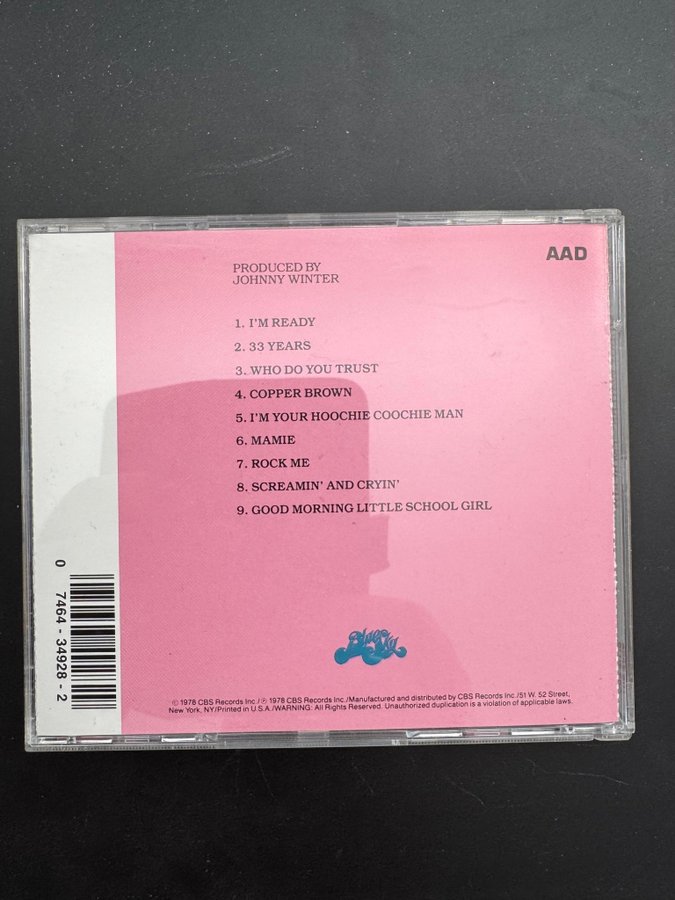 AAD
PRODUCED BY
JOHNNY WINTER
1. I'M READY
2. 33 YEARS
3. WHO DO YOU TRUST
4. COPPER BROWN
5. I'M YOUR HOOCHIE COOCHIE MAN
6. MAMIE
7. ROCK ME
8. SCREAMIN' AND CRYIN'
9. GOOD MORNING LITTLE SCHOOL GIRL
Blue Sky
© 1978 CBS Records Inc./℗ 1978 CBS Records Inc./Manufactured and distributed by CBS Records Inc./51 W. 52 Street,
New York, NY/Printed in U.S.A./WARNING: All Rights Reserved. Unauthorized duplication is a violation of applicable laws.
0 7464-34928-2